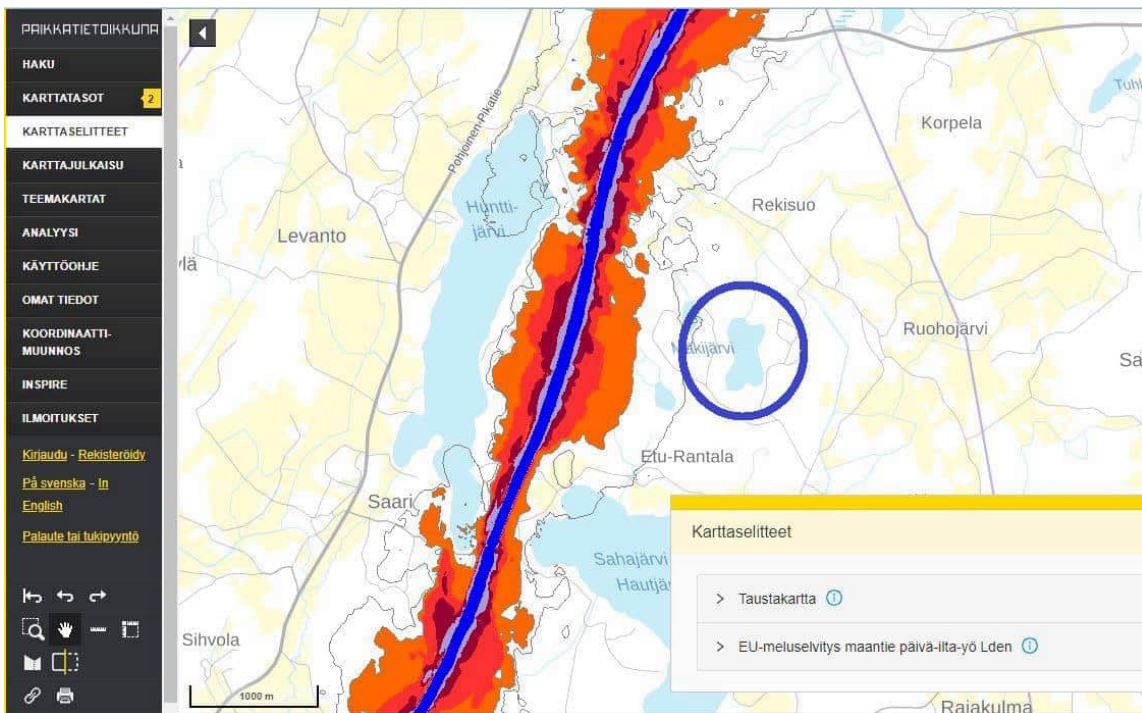 PAIKKATIETOIKKUNA
HAKU
KARTTATASOT 2
KARTTASELITTEET
KARTTAJULKAISU
TEEMAKARTAT
ANALYYSI
KÄYTTÖOHJE
OMAT TIEDOT
KOORDINAATTI-
MUUNNOS
INSPIRE
ILMOITUKSET
Kirjaudu - Rekisteröidy
På svenska - In
English
Palaute tai tukipyyntö
Pohjoinen-Pikatie
Korpela
Rekisuo
Huntti-
järvi
Levanto
ylä
Mäkijärvi
Ruohojärvi
Etu-Rantala
Saari
Sahajärvi
Sihvola
1000 m
Rajakulma
Karttaselitteet
> Taustakartta
> EU-meluselvitys maantie päivä-ilta-yö Lden